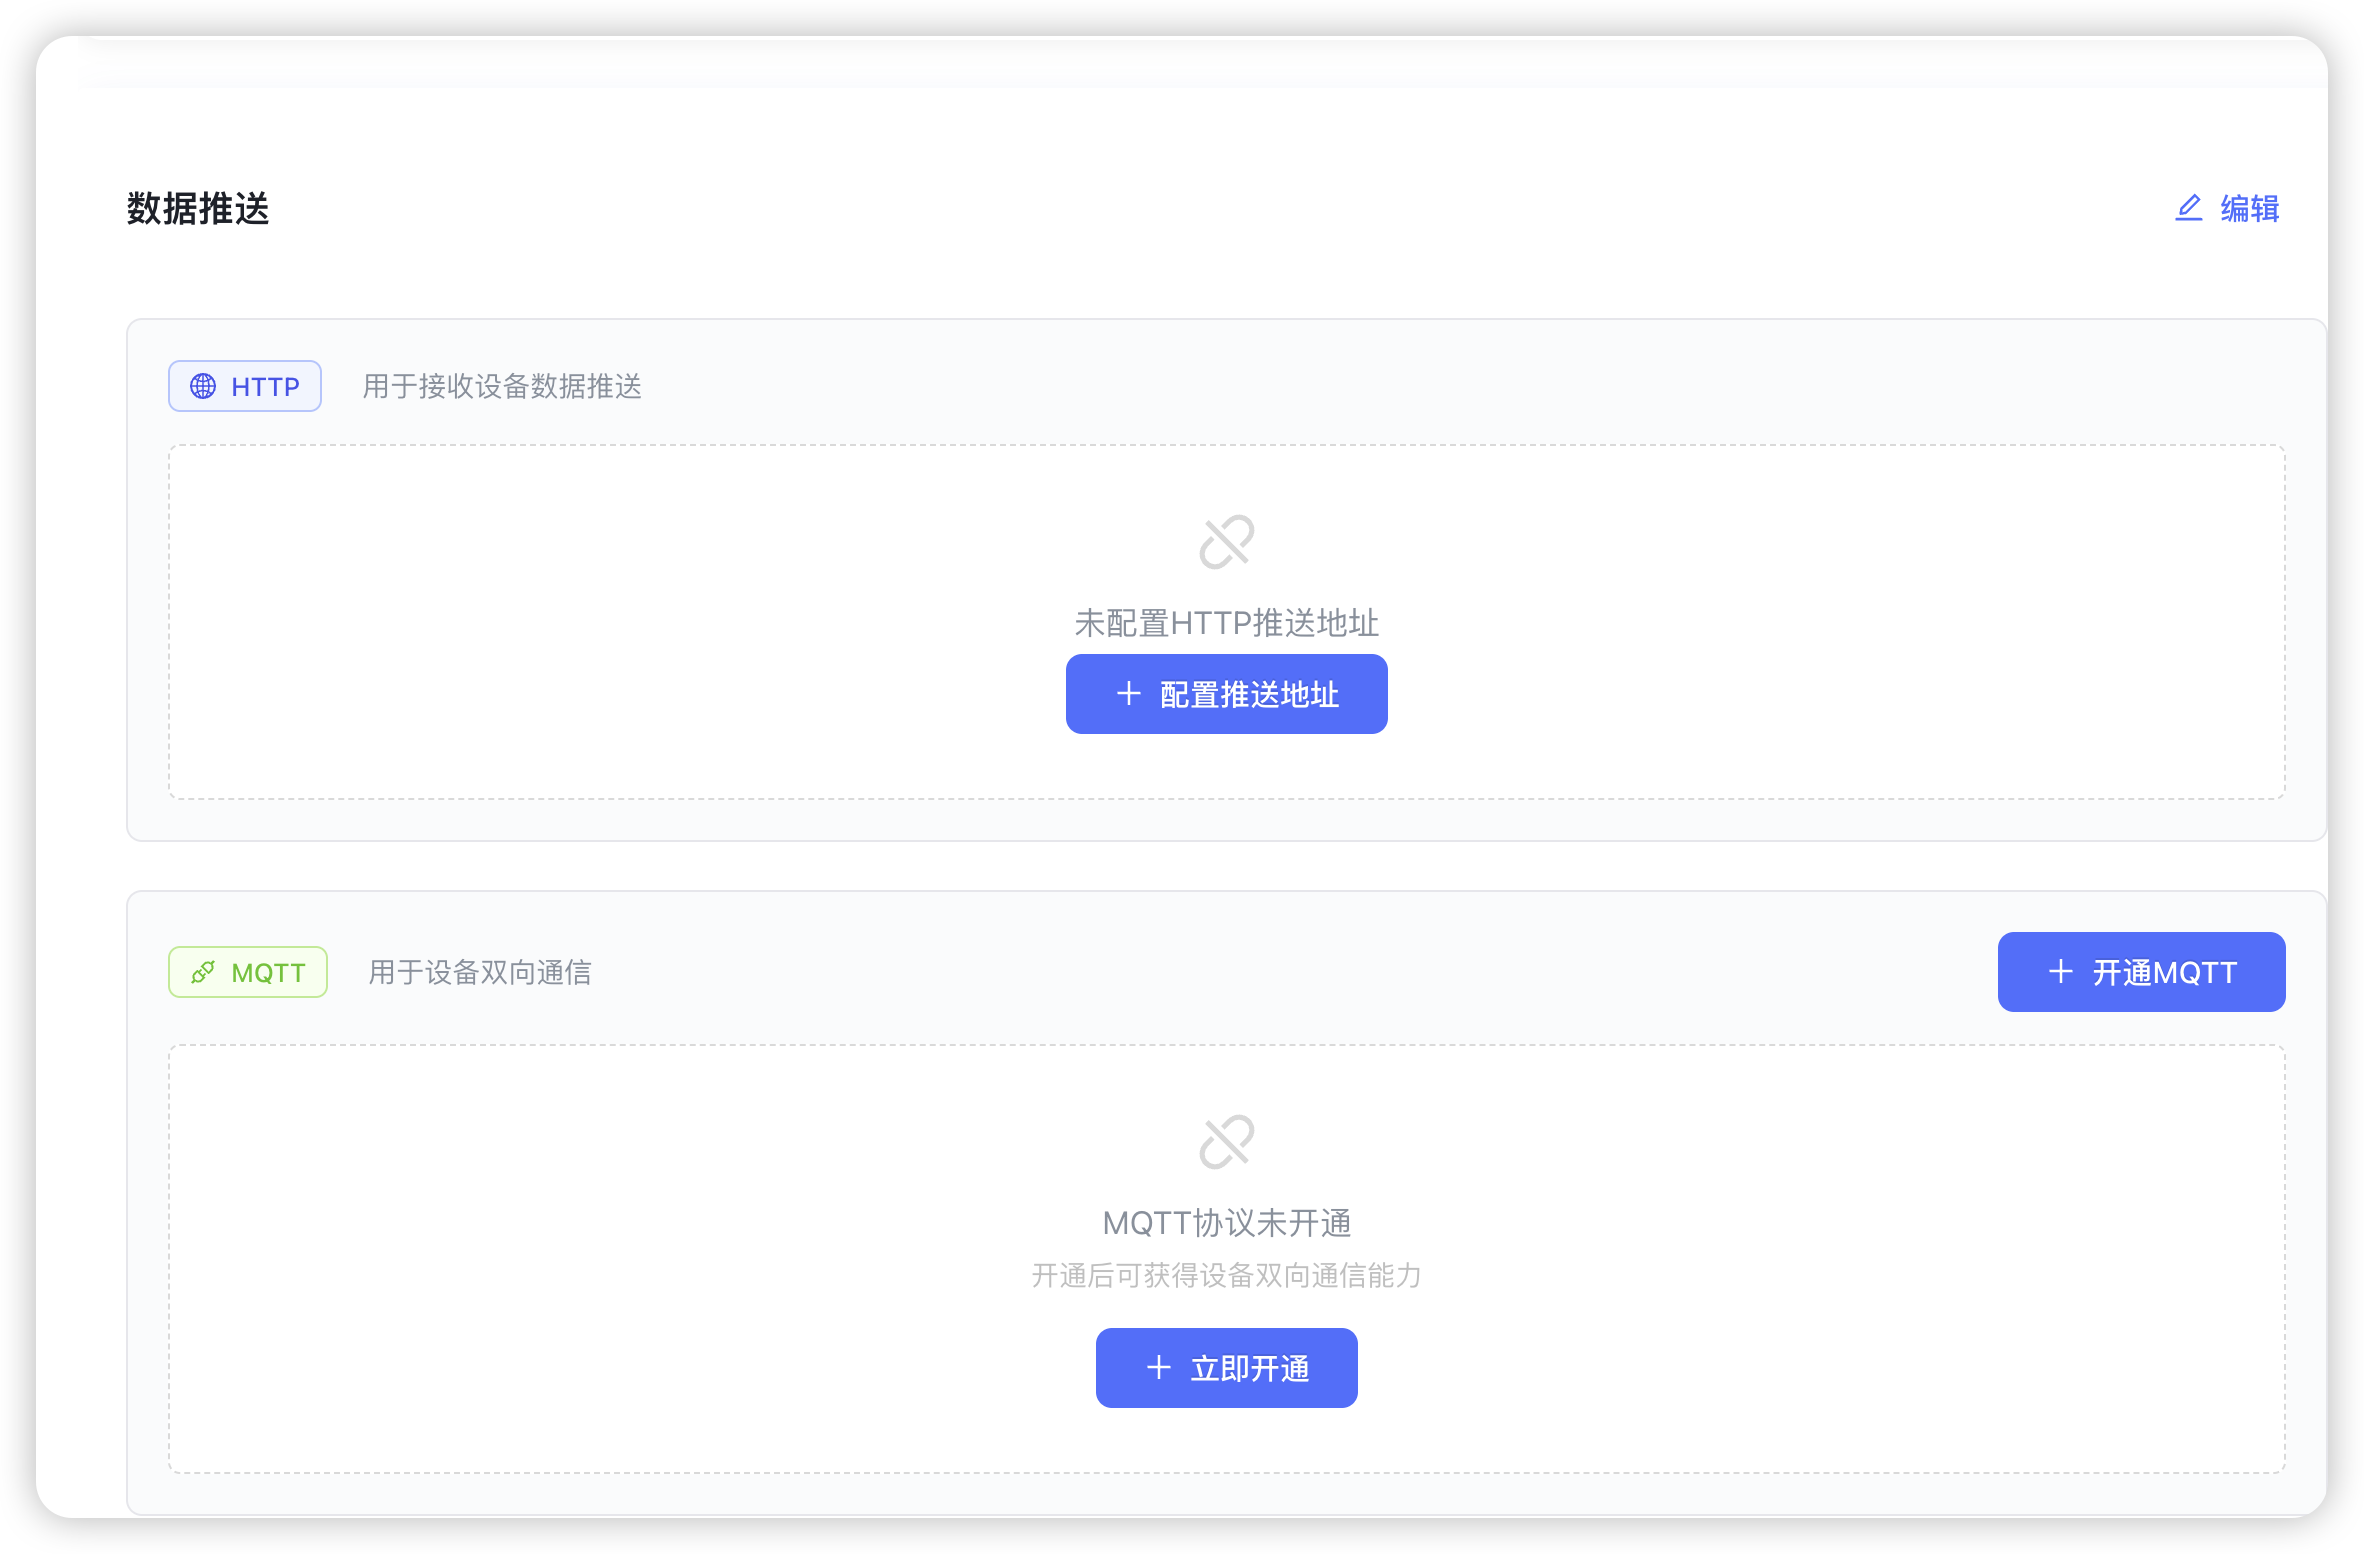 数据推送
编辑
HTTP 用于接收设备数据推送
未配置HTTP推送地址
配置推送地址
MQTT 用于设备双向通信
开通MQTT
MQTT协议未开通
开通后可获得设备双向通信能力
立即开通